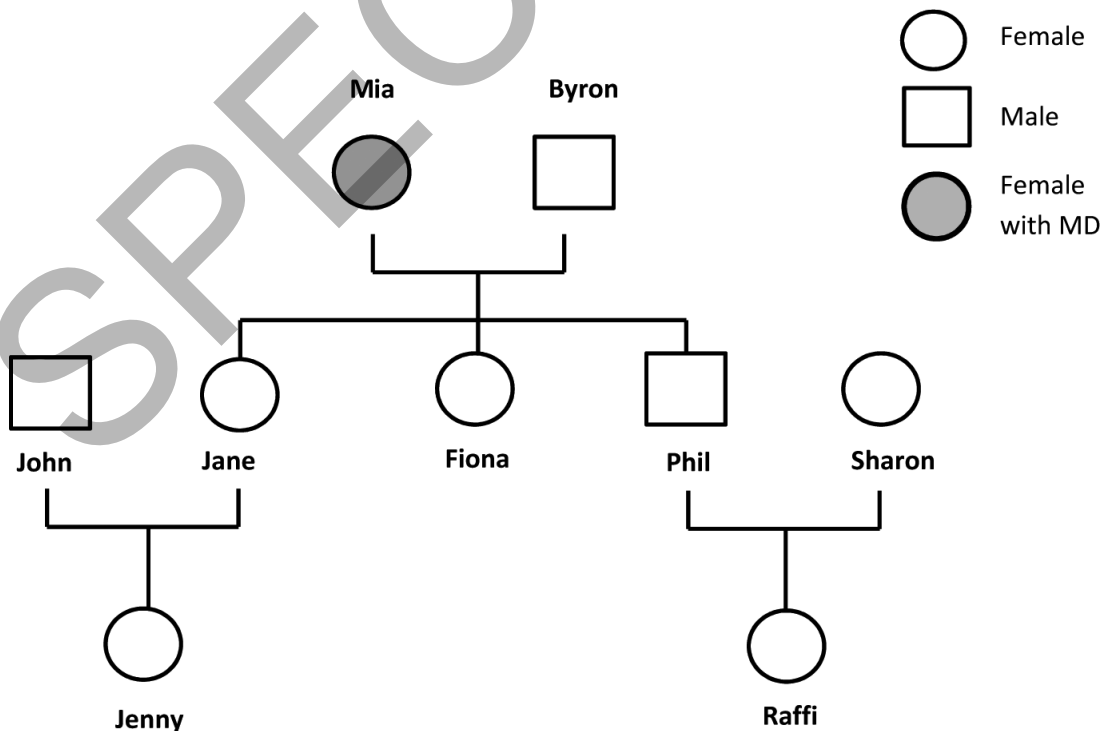 Female
Mia
Byron
Male
Female
with MD
John
Jane
Fiona
Phil
Sharon
Jenny
Raffi
SPEC